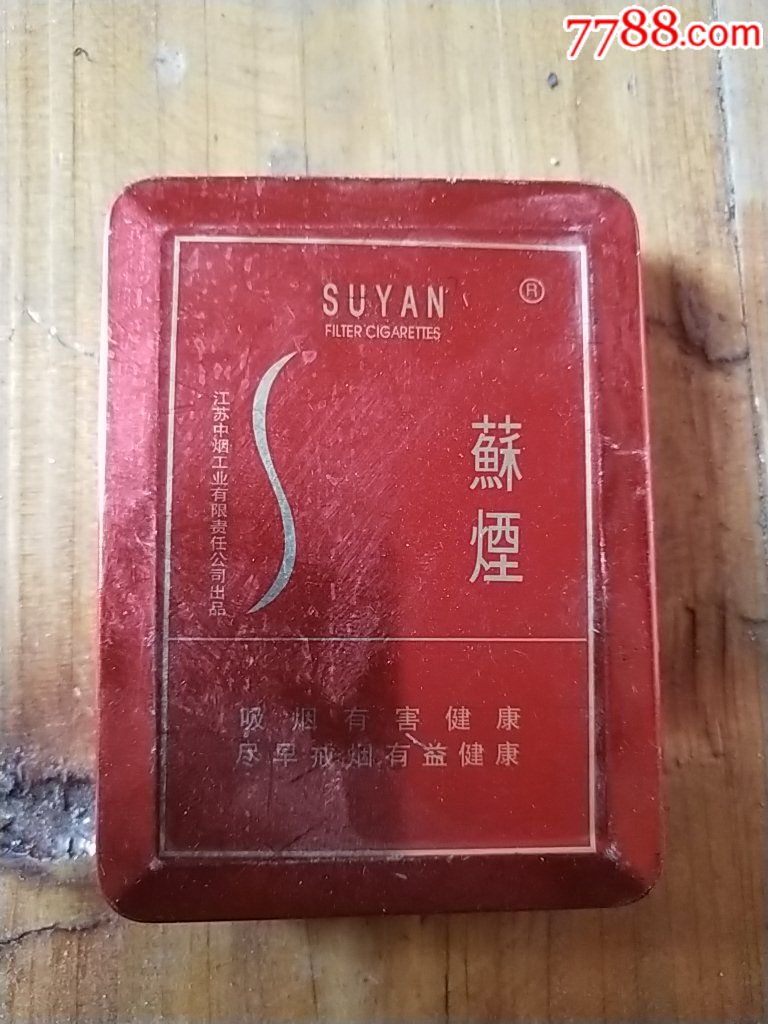 7788.com
SUYAN ®
FILTER CIGARETTES
江苏中烟工业有限责任公司出品
蘇煙
吸烟有害健康
尽早戒烟有益健康